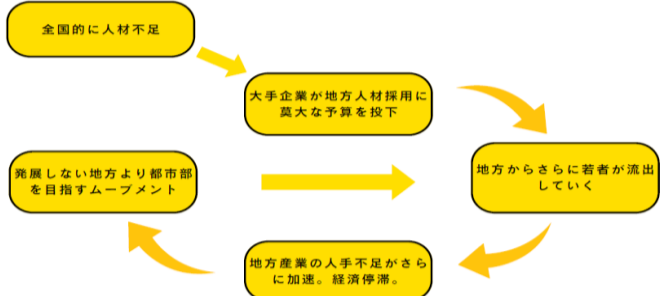 全国的に人材不足
大手企業が地方人材採用に
莫大な予算を投下
地方からさらに若者が流出
していく
地方産業の人手不足がさら
に加速。経済停滞。
発展しない地方より都市部
を目指すムーブメント